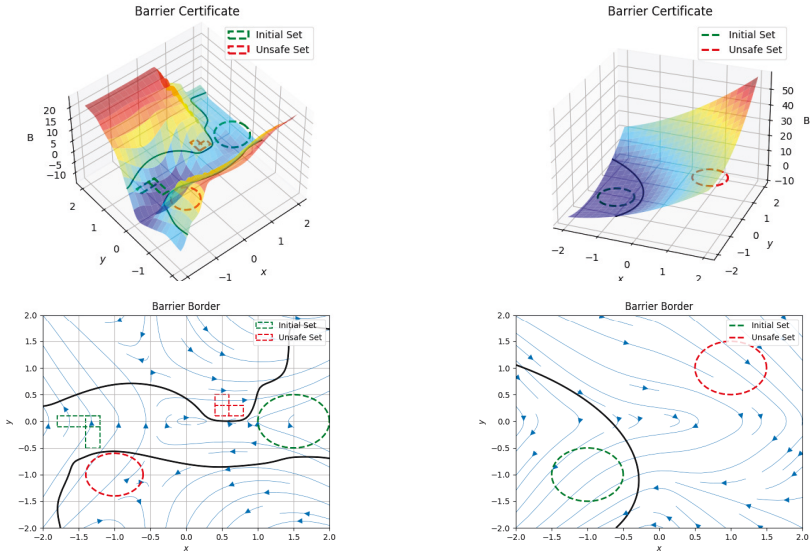 Barrier Certificate
Initial Set
Unsafe Set
B
20
15
10
5
0
−5
−10
2
1
0
−1
y
−1
0
1
2
x
Barrier Certificate
Initial Set
Unsafe Set
B
50
40
30
20
10
0
−10
−2
−1
0
1
2
x
2
1
0
−1
−2
y
Barrier Border
Initial Set
Unsafe Set
y
2.0
1.5
1.0
0.5
0.0
−0.5
−1.0
−1.5
−2.0
−2.0 −1.5 −1.0 −0.5 0.0 0.5 1.0 1.5 2.0
x
Barrier Border
Initial Set
Unsafe Set
y
2.0
1.5
1.0
0.5
0.0
−0.5
−1.0
−1.5
−2.0
−2.0 −1.5 −1.0 −0.5 0.0 0.5 1.0 1.5 2.0
x